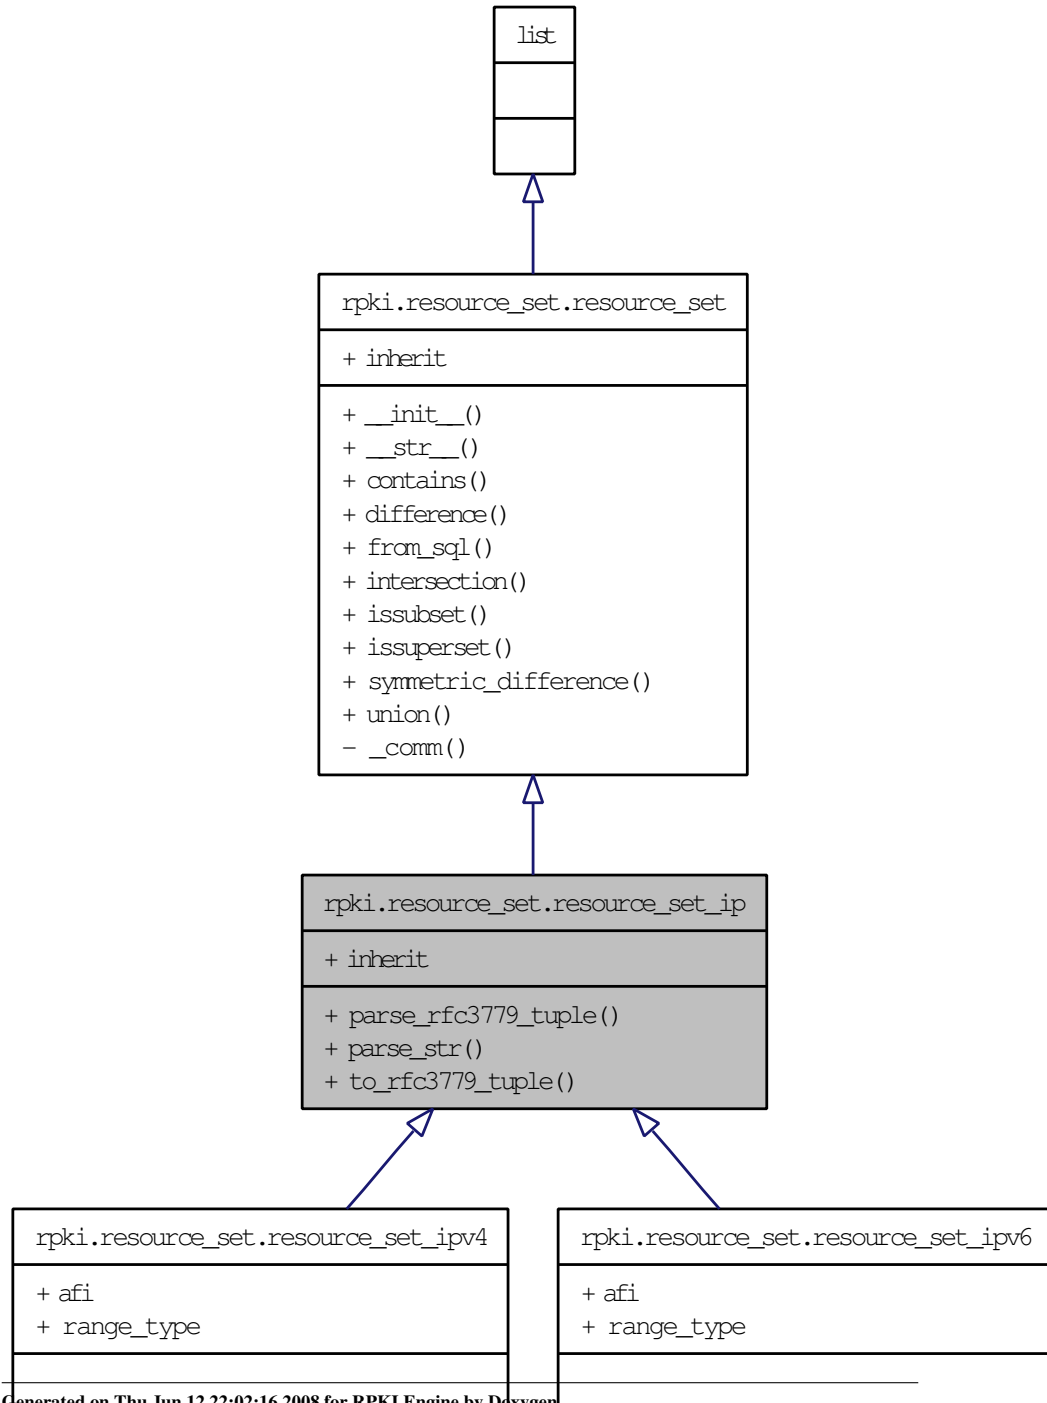 list
rpki.resource_set.resource_set
+ inherit
+ __init__()
+ __str__()
+ contains()
+ difference()
+ from_sql()
+ intersection()
+ issubset()
+ issuperset()
+ symmetric_difference()
+ union()
- _comm()
rpki.resource_set.resource_set_ip
+ inherit
+ parse_rfc3779_tuple()
+ parse_str()
+ to_rfc3779_tuple()
rpki.resource_set.resource_set_ipv4
+ afi
+ range_type
rpki.resource_set.resource_set_ipv6
+ afi
+ range_type
Generated on Thu Jun 12 22:02:16 2008 for RPKI Engine by Doxygen